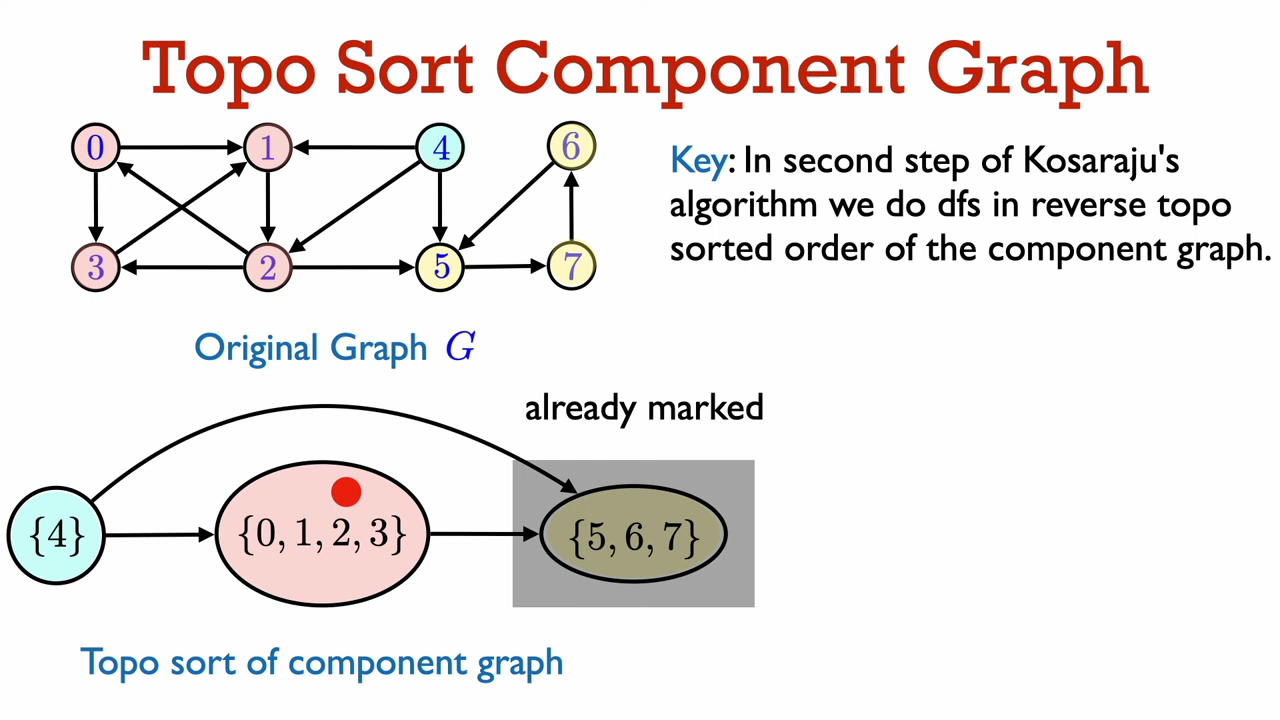 Topo Sort Component Graph
0 1 4 6
3 2 5 7
Key: In second step of Kosaraju's
algorithm we do dfs in reverse topo
sorted order of the component graph.
Original Graph G
already marked
{4} {0, 1, 2, 3} {5, 6, 7}
Topo sort of component graph